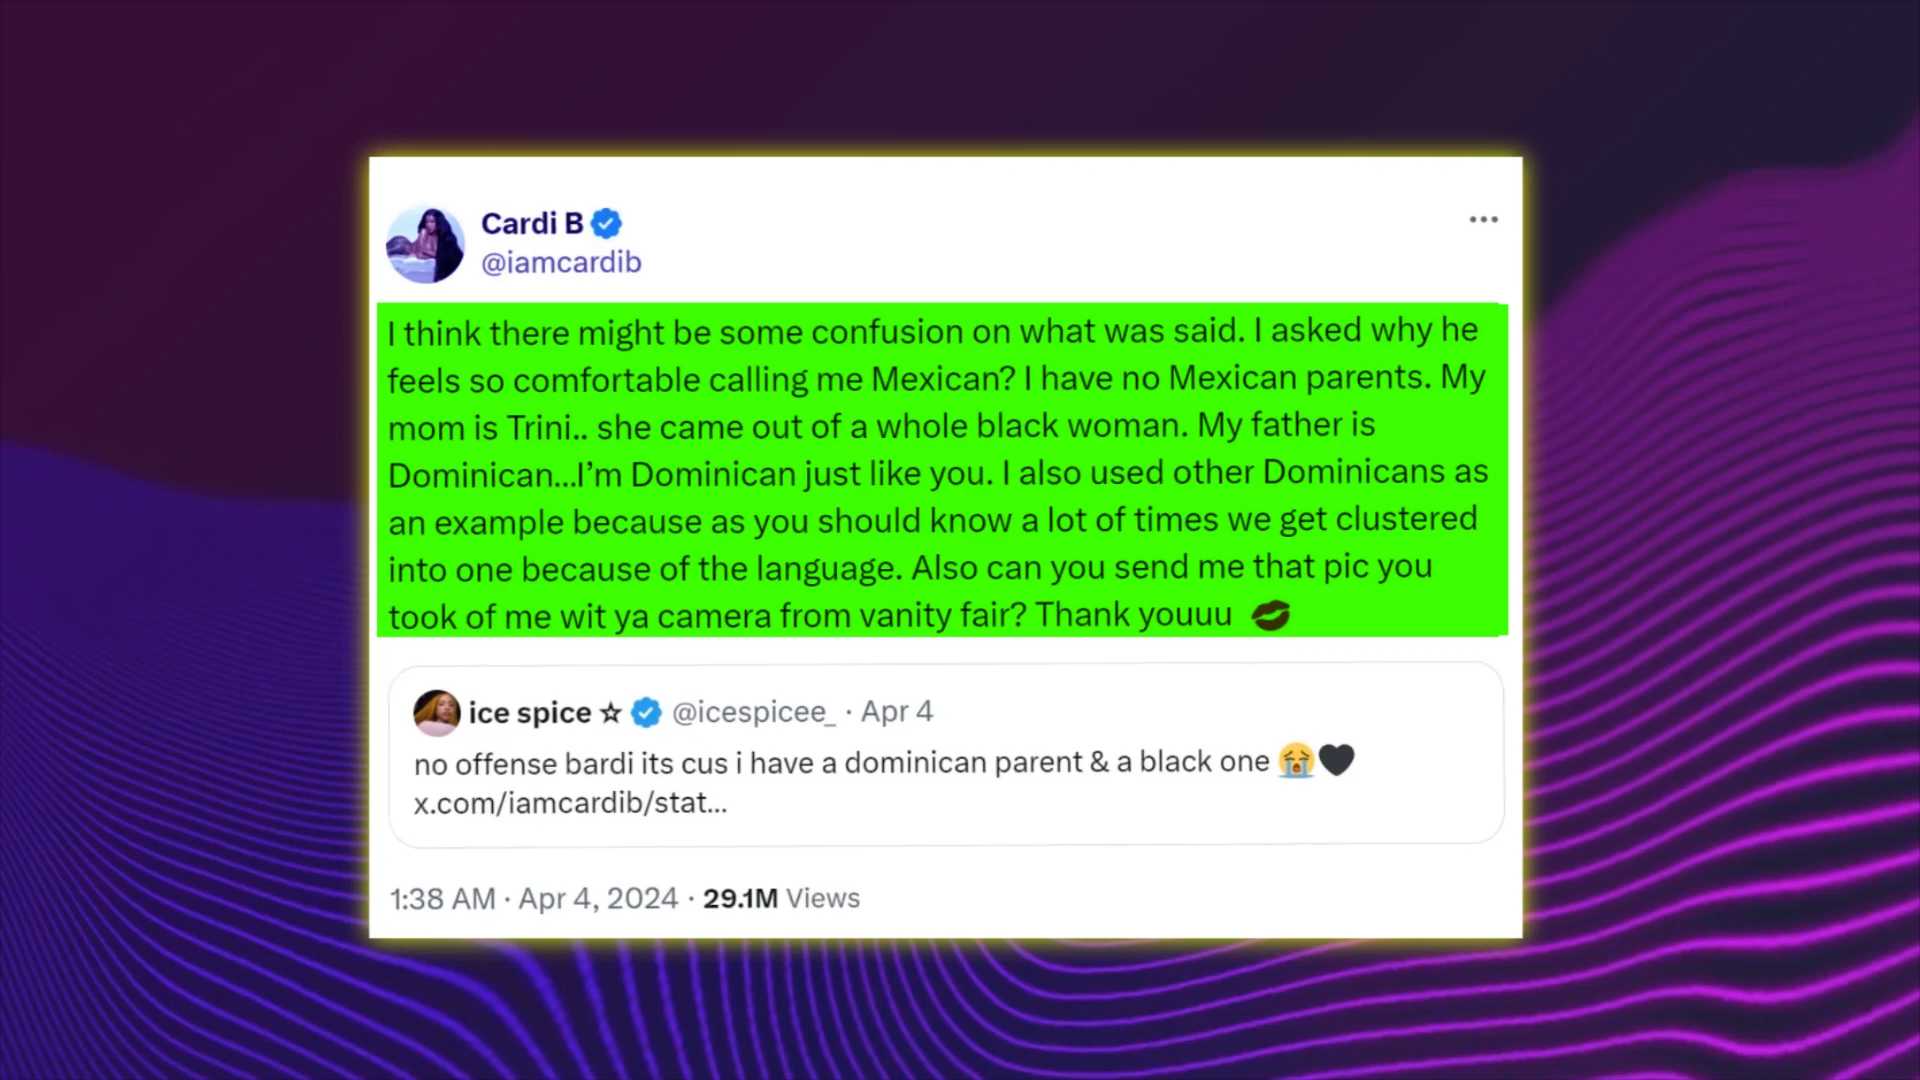 Cardi B
@iamcardib
I think there might be some confusion on what was said. I asked why he
feels so comfortable calling me Mexican? I have no Mexican parents. My
mom is Trini.. she came out of a whole black woman. My father is
Dominican...I’m Dominican just like you. I also used other Dominicans as
an example because as you should know a lot of times we get clustered
into one because of the language. Also can you send me that pic you
took of me wit ya camera from vanity fair? Thank youuu 💋
ice spice ☆ @icespicee_ · Apr 4
no offense bardi its cus i have a dominican parent & a black one 😭🖤
x.com/iamcardib/stat...
1:38 AM · Apr 4, 2024 · 29.1M Views